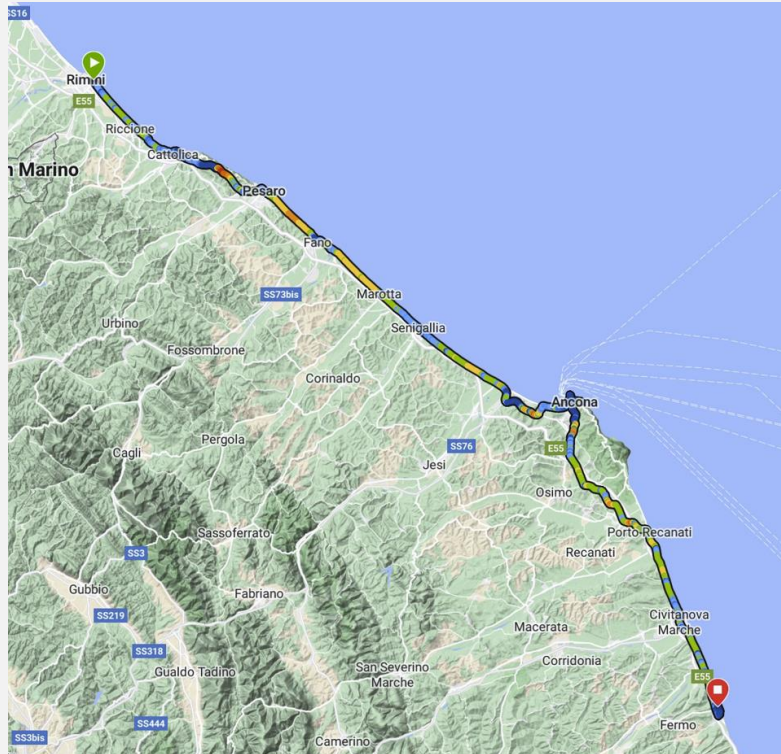 SS16
Rimini
E55
Riccione
Cattolica
n Marino
Pesaro
Fano
SS73bis
Marotta
Urbino
Senigallia
Fossombrone
Corinaldo
Ancona
Pergola
SS76
E55
Cagli
Jesi
Osimo
Sassoferrato
Porto Recanati
SS3
Recanati
Gubbio
Fabriano
SS219
Civitanova
Marche
Macerata
SS318
Corridonia
Gualdo Tadino
San Severino
Marche
E55
SS444
Fermo
SS3bis
Camerino